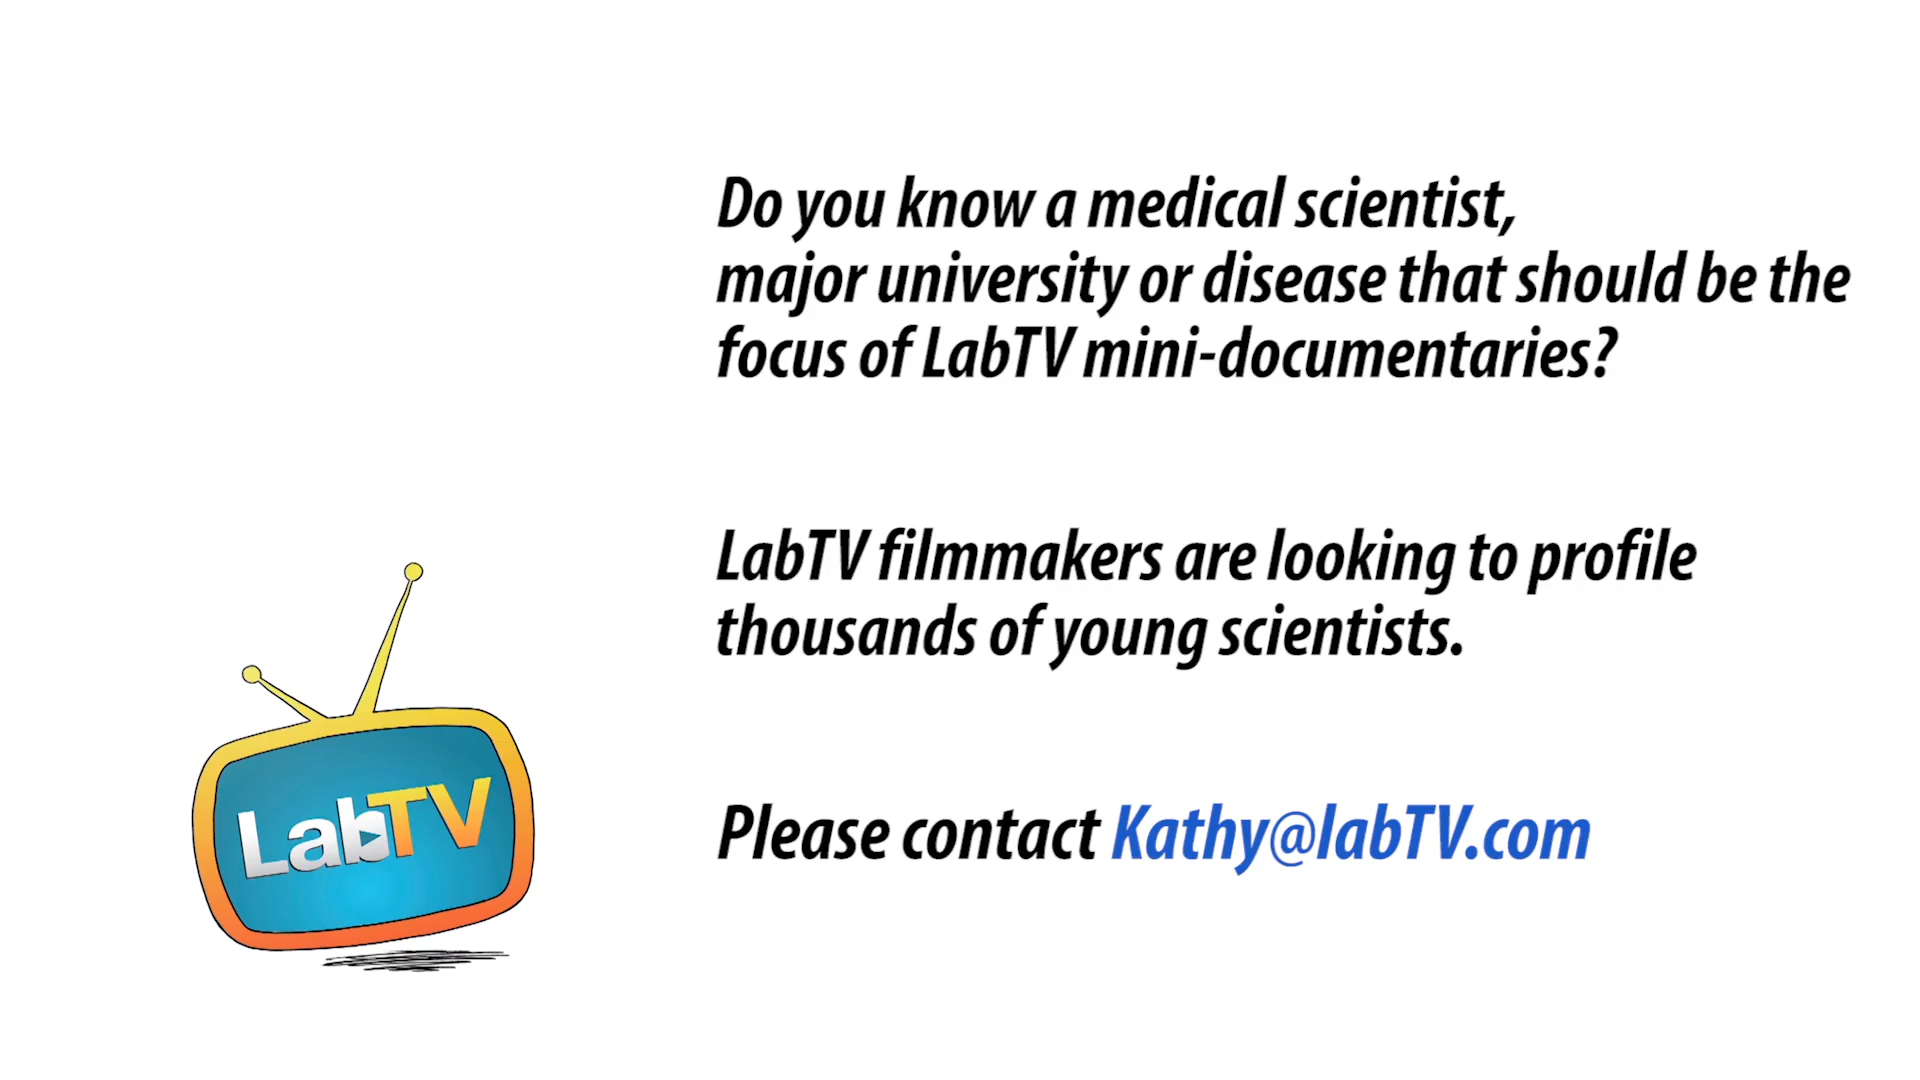 Do you know a medical scientist,
major university or disease that should be the
focus of LabTV mini-documentaries?
LabTV filmmakers are looking to profile
thousands of young scientists.
LabTV
Please contact Kathy@labTV.com